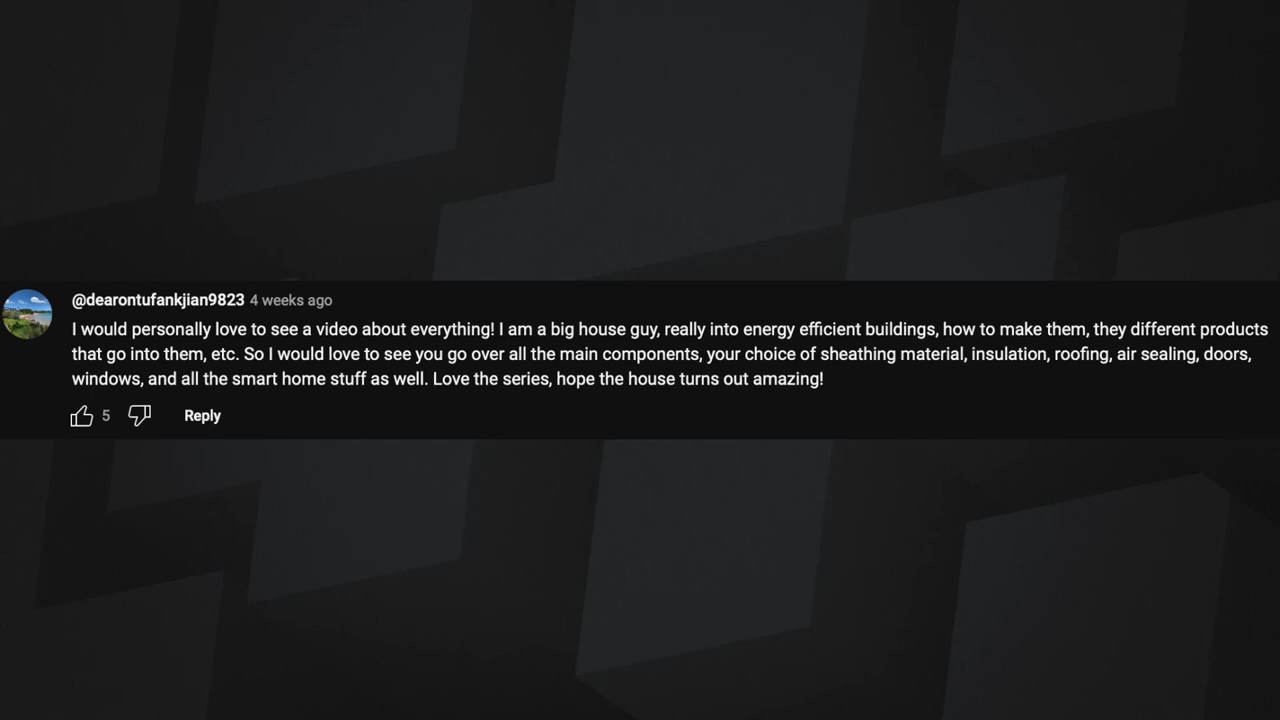 @dearontufankjian9823 4 weeks ago
I would personally love to see a video about everything! I am a big house guy, really into energy efficient buildings, how to make them, they different products
that go into them, etc. So I would love to see you go over all the main components, your choice of sheathing material, insulation, roofing, air sealing, doors,
windows, and all the smart home stuff as well. Love the series, hope the house turns out amazing!
5 Reply